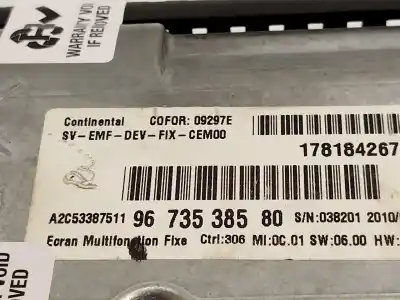 WARRANTY VOI
IF REMOVED
Continental COFOR: 09297E
SV-EMF-DEV-FIX-CEM00
178184267
A2C53387511 96 735 385 80 S/N:038201 2010/
Ecran Multifonction Fixe Ctrl:306 MI:0C.01 SW:06.00 HW:
VOID